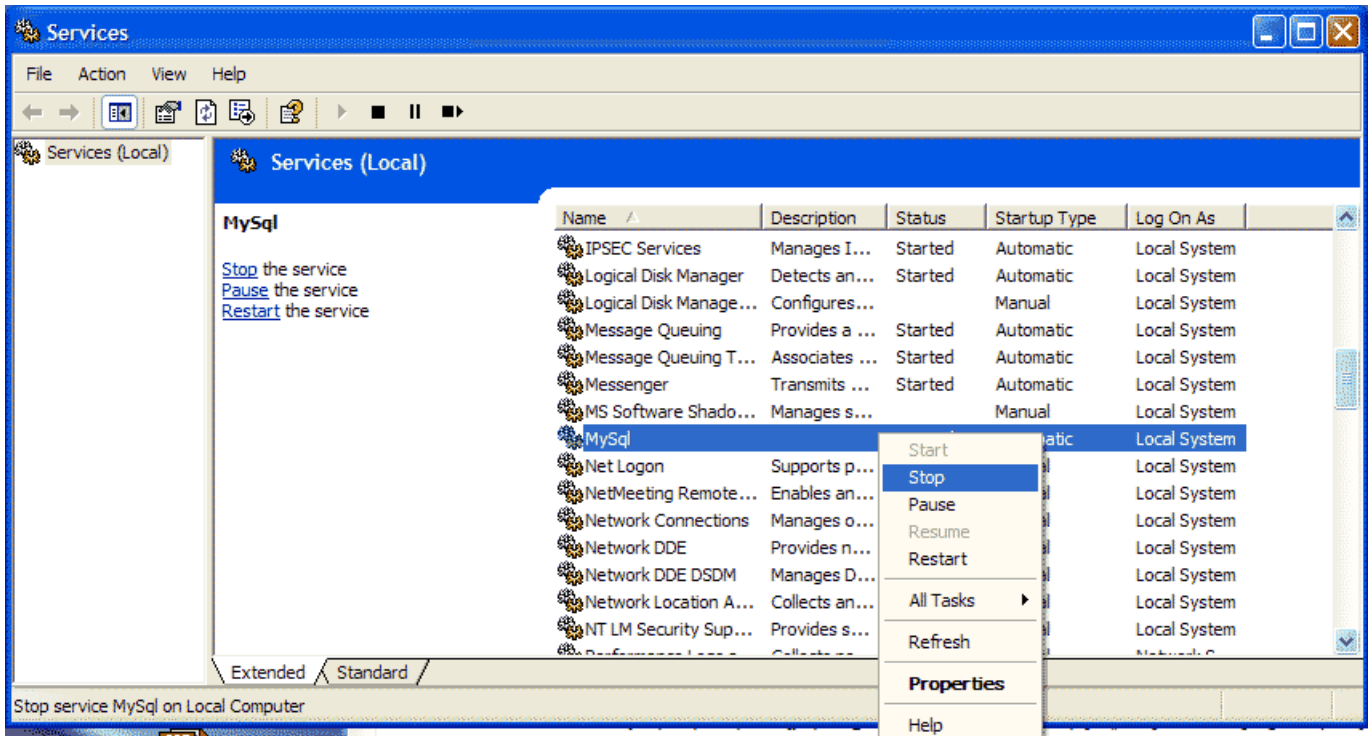 Services
File Action View Help
Services (Local)
Services (Local)
MySql
Stop the service
Pause the service
Restart the service
Name Description Status Startup Type Log On As
IPSEC Services Manages I... Started Automatic Local System
Logical Disk Manager Detects an... Started Automatic Local System
Logical Disk Manage... Configures... Manual Local System
Message Queuing Provides a ... Started Automatic Local System
Message Queuing T... Associates ... Started Automatic Local System
Messenger Transmits ... Started Automatic Local System
MS Software Shado... Manages s... Manual Local System
MySql Local System
Net Logon Supports p... Local System
NetMeeting Remote... Enables an... Local System
Network Connections Manages o... Local System
Network DDE Provides n... Local System
Network DDE DSDM Manages D... Local System
Network Location A... Collects an... Local System
NT LM Security Sup... Provides s... Local System
Start
Stop
Pause
Resume
Restart
All Tasks
Refresh
Properties
Help
Extended Standard
Stop service MySql on Local Computer